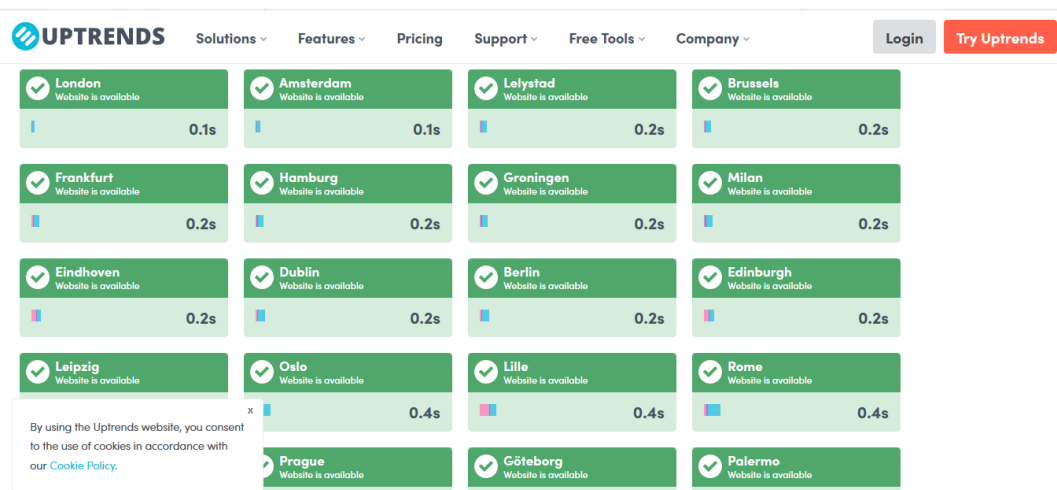 UPTRENDS Solutions Features Pricing Support Free Tools Company Login Try Uptrends
London
Website is available
0.1s
Amsterdam
Website is available
0.1s
Lelystad
Website is available
0.2s
Brussels
Website is available
0.2s
Frankfurt
Website is available
0.2s
Hamburg
Website is available
0.2s
Groningen
Website is available
0.2s
Milan
Website is available
0.2s
Eindhoven
Website is available
0.2s
Dublin
Website is available
0.2s
Berlin
Website is available
0.2s
Edinburgh
Website is available
0.2s
Leipzig
Website is available
Oslo
Website is available
0.4s
Lille
Website is available
0.4s
Rome
Website is available
0.4s
x
By using the Uptrends website, you consent
to the use of cookies in accordance with
our Cookie Policy.
Prague
Website is available
Göteborg
Website is available
Palermo
Website is available